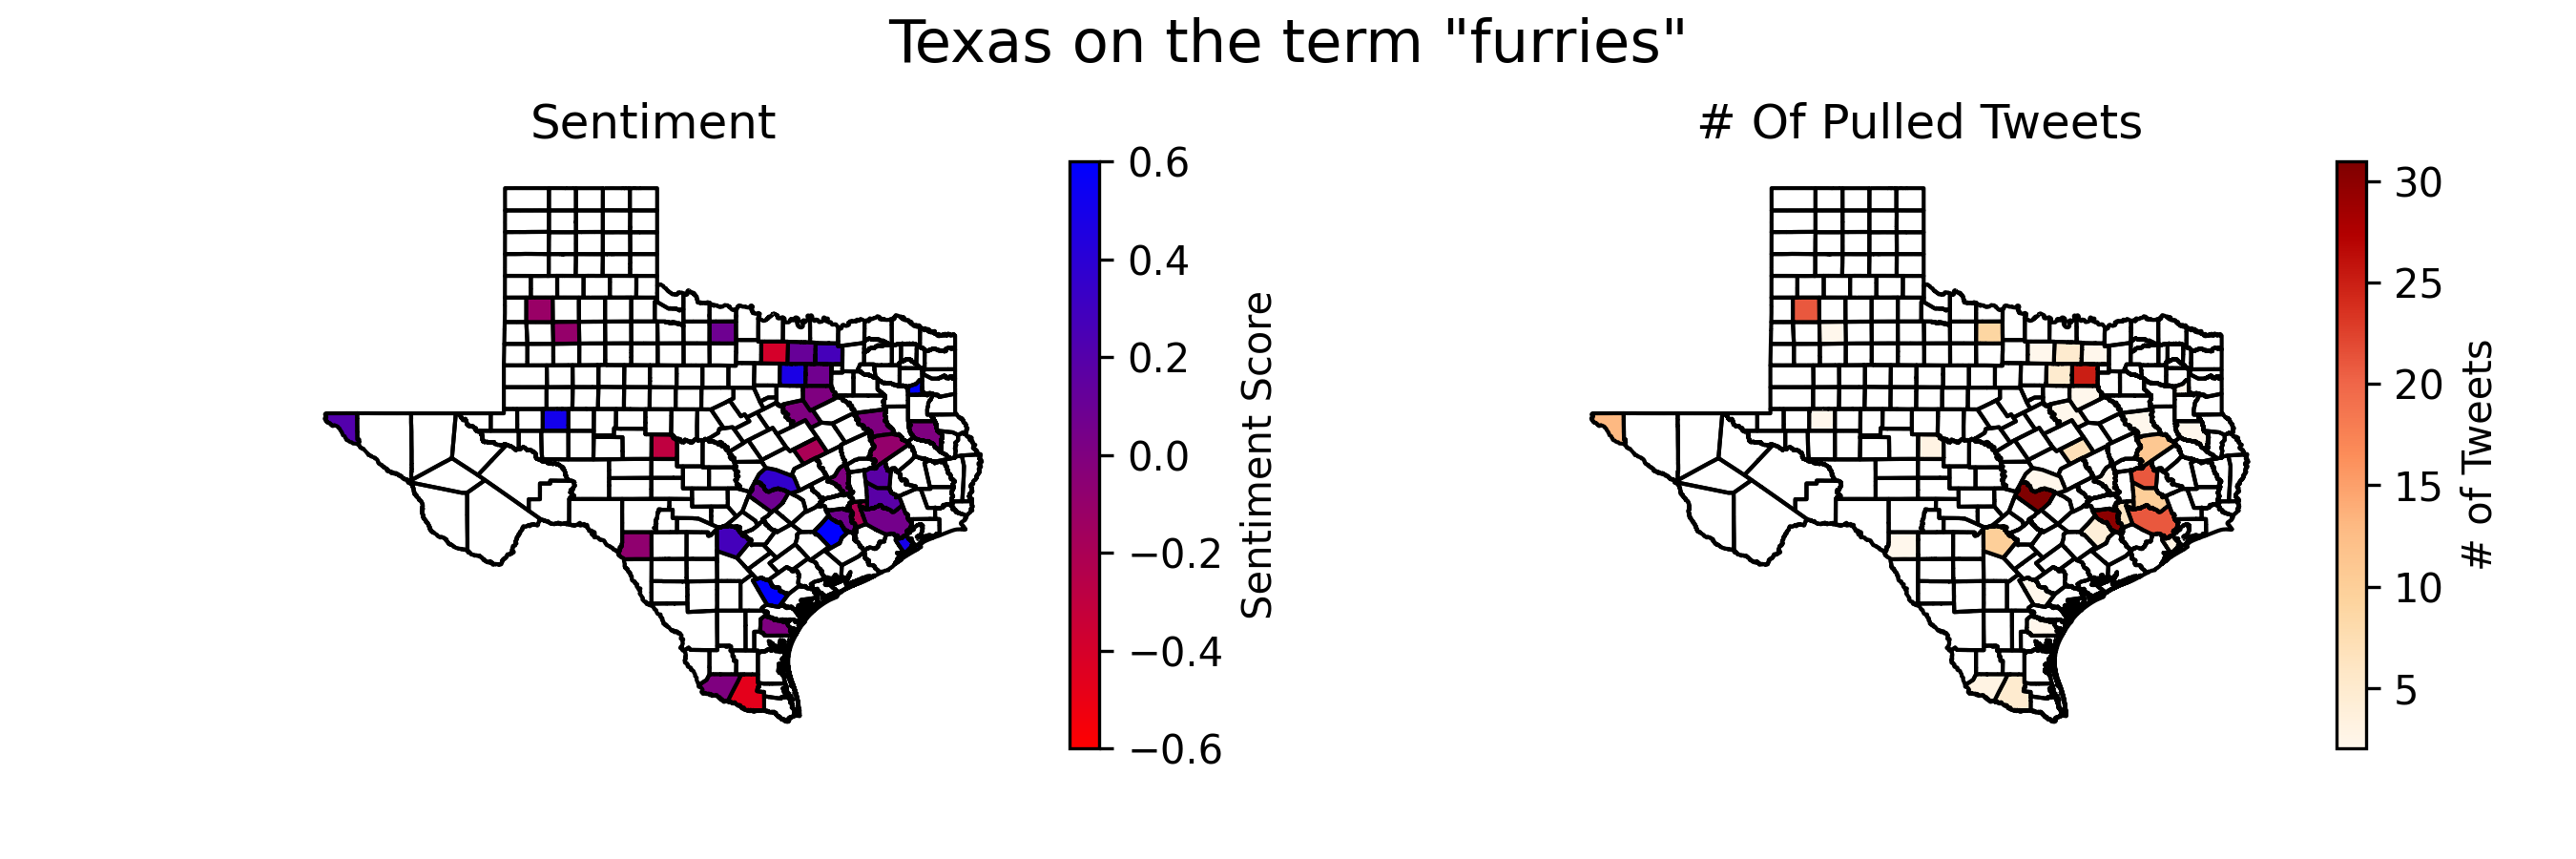 Texas on the term "furries"
Sentiment
0.6
0.4
0.2
0.0
−0.2
−0.4
−0.6
Sentiment Score
# Of Pulled Tweets
30
25
20
15
10
5
# of Tweets